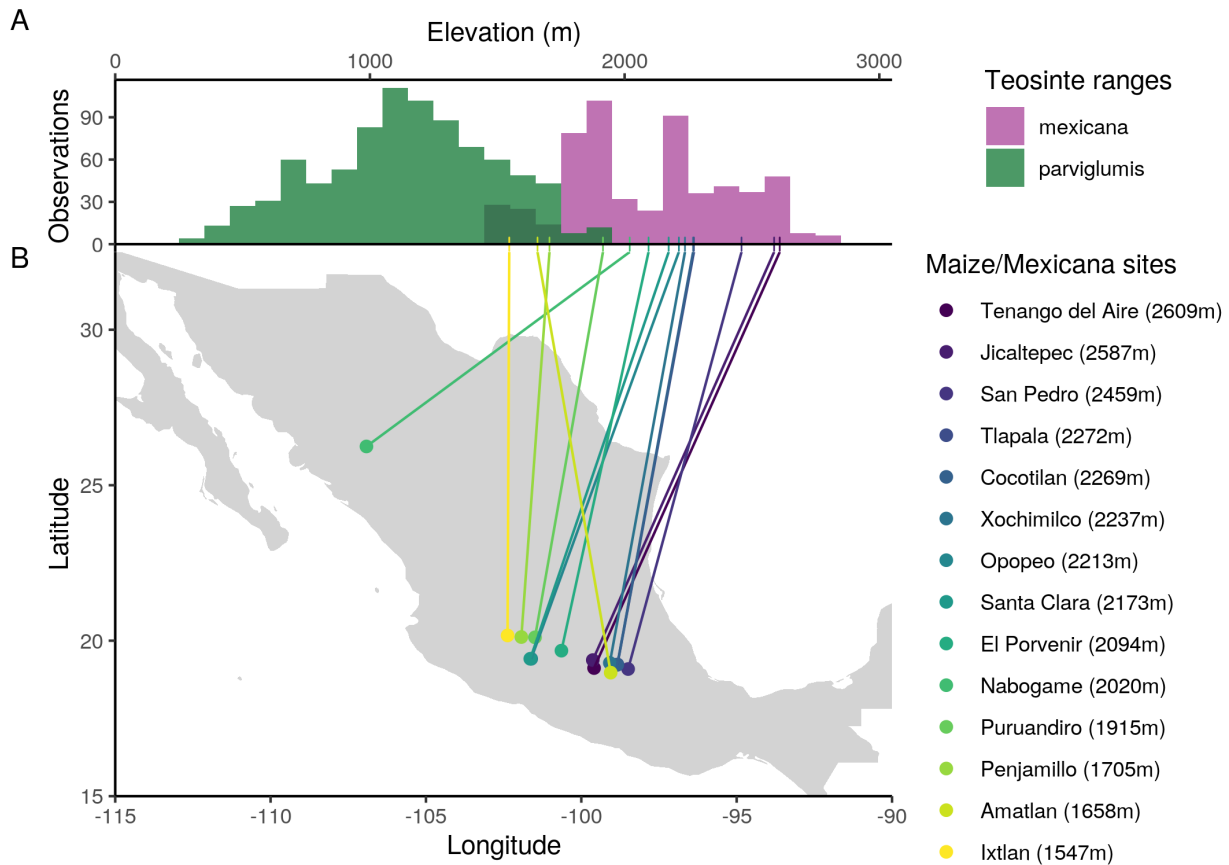 A
Elevation (m)
0 1000 2000 3000
Observations
90
60
30
0
Teosinte ranges
mexicana
parviglumis
B
Latitude
30
25
20
15
-115 -110 -105 -100 -95 -90
Longitude
Maize/Mexicana sites
Tenango del Aire (2609m)
Jicaltepec (2587m)
San Pedro (2459m)
Tlapala (2272m)
Cocotilan (2269m)
Xochimilco (2237m)
Opopeo (2213m)
Santa Clara (2173m)
El Porvenir (2094m)
Nabogame (2020m)
Puruandiro (1915m)
Penjamillo (1705m)
Amatlan (1658m)
Ixtlan (1547m)